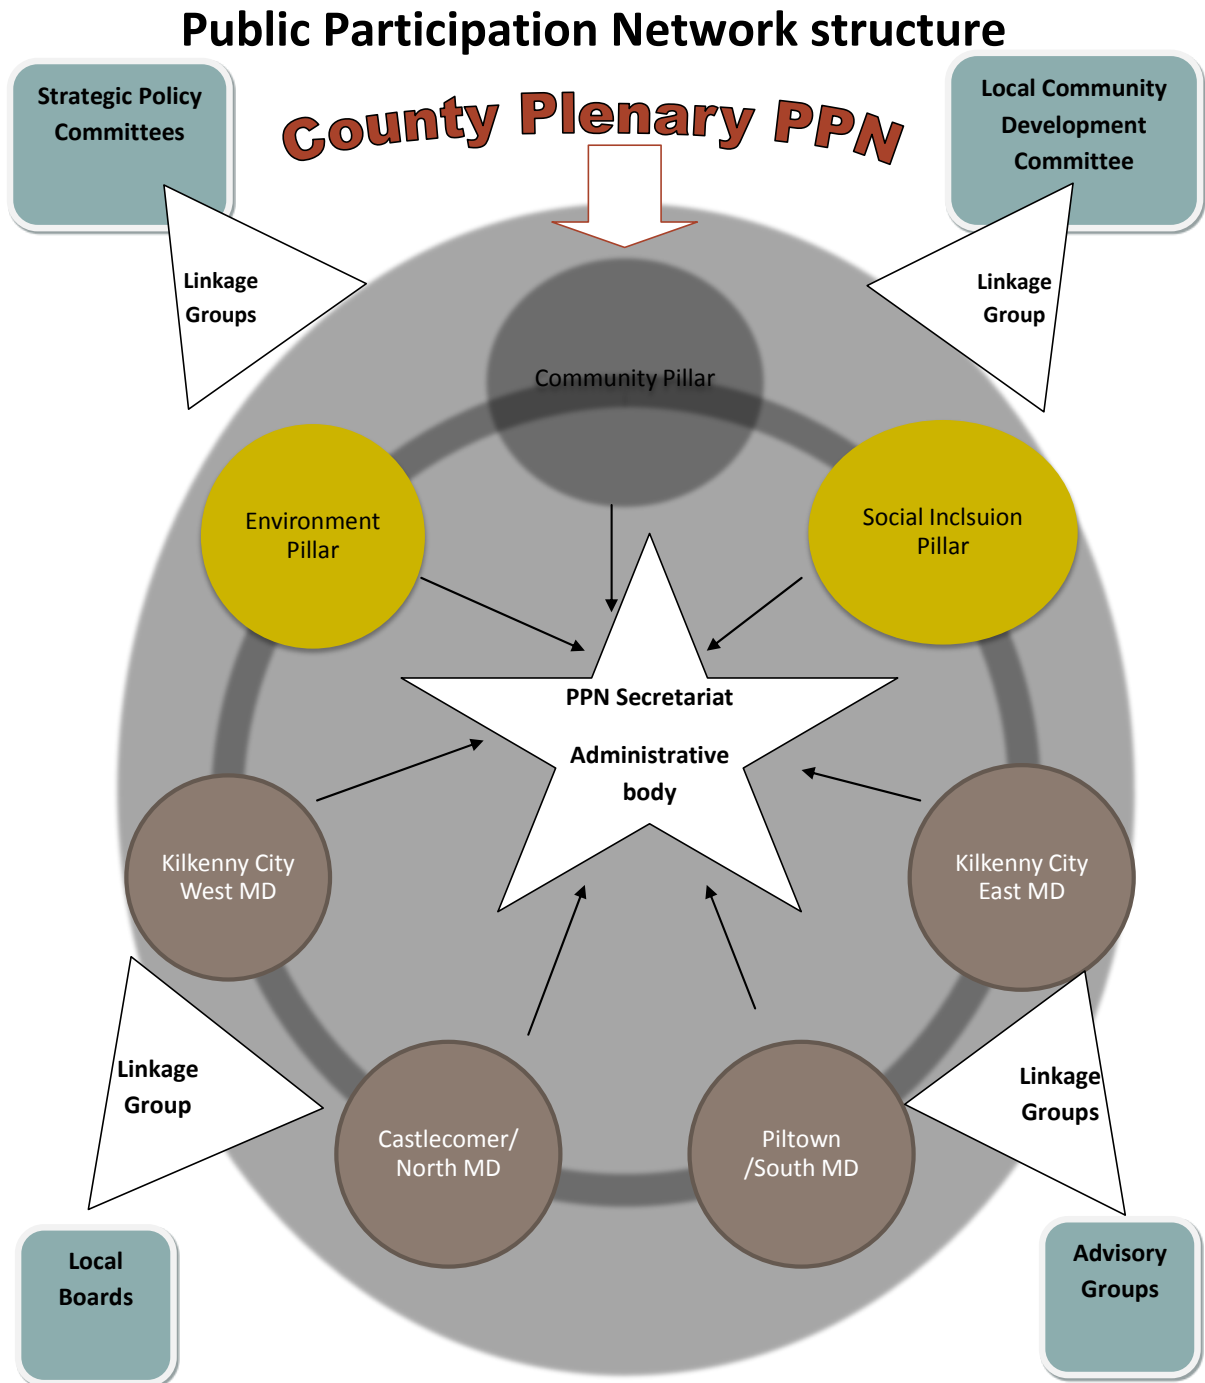 Public Participation Network structure
Strategic Policy
Committees
County Plenary PPN
Local Community
Development
Committee
Linkage
Groups
Linkage
Group
Community Pillar
Environment
Pillar
Social Inclsuion
Pillar
PPN Secretariat
Administrative
body
Kilkenny City
West MD
Kilkenny City
East MD
Linkage
Group
Linkage
Groups
Castlecomer/
North MD
Piltown
/South MD
Local
Boards
Advisory
Groups